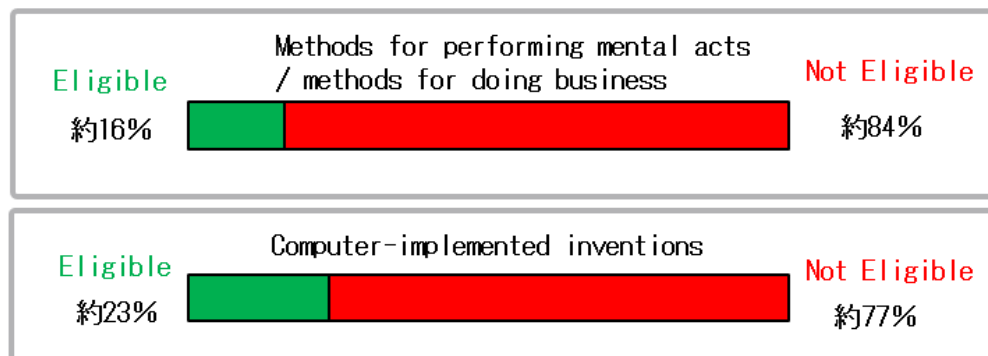 Methods for performing mental acts
/ methods for doing business
Eligible
Not Eligible
約16%
約84%
Computer-implemented inventions
Eligible
Not Eligible
約23%
約77%